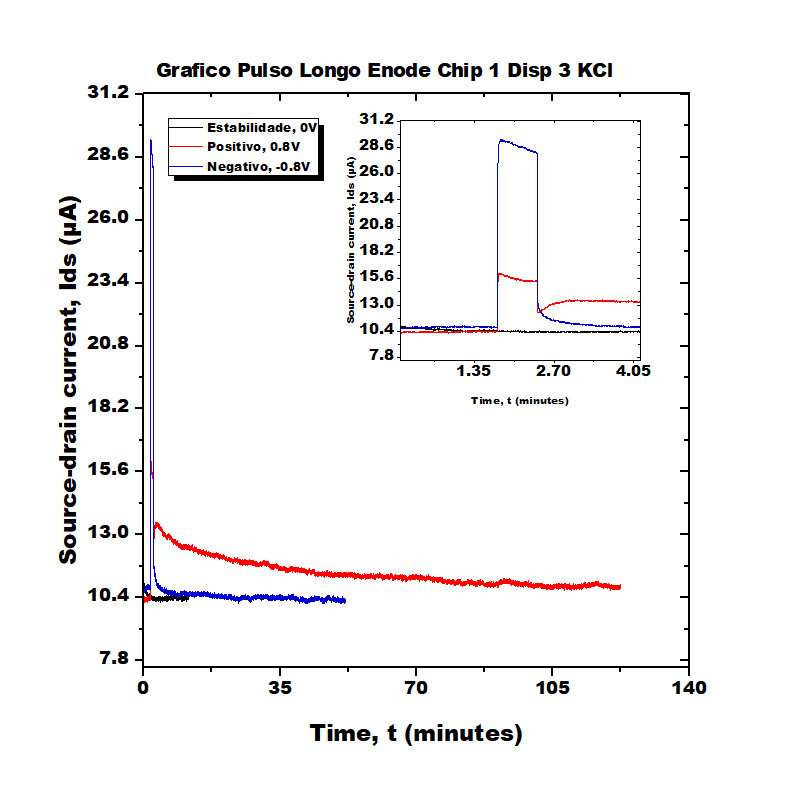 Grafico Pulso Longo Enode Chip 1 Disp 3 KCl
31.2
28.6
26.0
23.4
20.8
18.2
15.6
13.0
10.4
7.8
Source-drain current, Ids (µA)
Estabilidade, 0V
Positivo, 0.8V
Negativo, -0.8V
31.2
28.6
26.0
23.4
20.8
18.2
15.6
13.0
10.4
7.8
Source-drain current, Ids (µA)
1.35 2.70 4.05
Time, t (minutes)
0 35 70 105 140
Time, t (minutes)